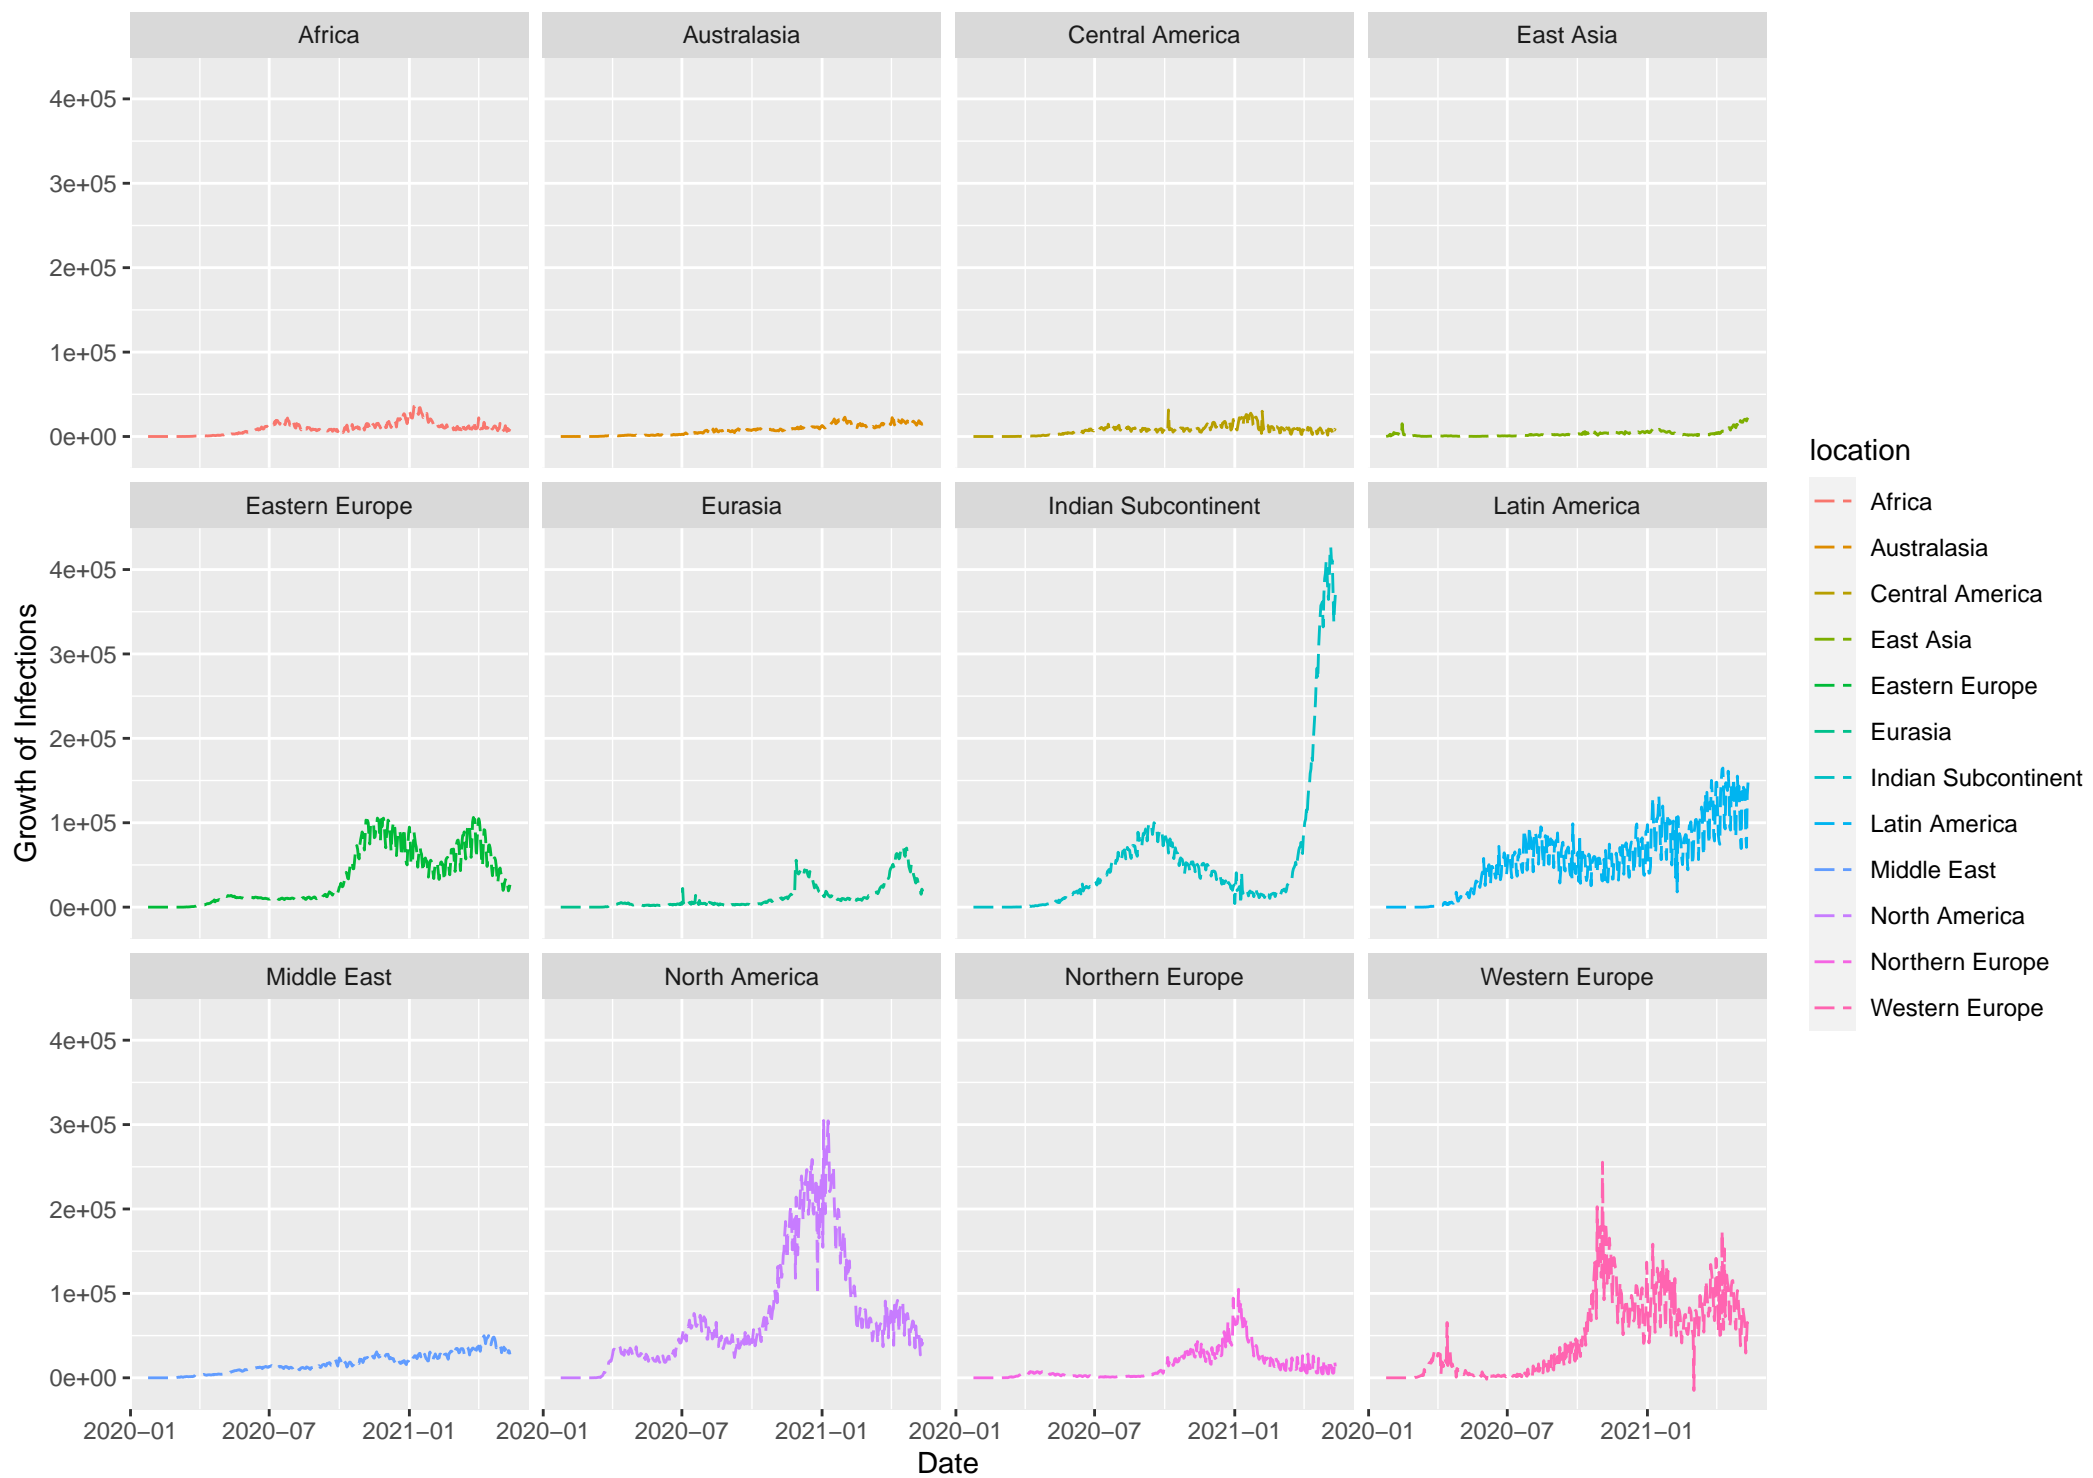 Africa
Australasia
Central America
East Asia
4e+05
3e+05
2e+05
1e+05
0e+00
Eastern Europe
Eurasia
Indian Subcontinent
Latin America
4e+05
3e+05
2e+05
1e+05
0e+00
Middle East
North America
Northern Europe
Western Europe
4e+05
3e+05
2e+05
1e+05
0e+00
2020−01
2020−07
2021−01
2020−01
2020−07
2021−01
2020−01
2020−07
2021−01
2020−01
2020−07
2021−01
Date
Growth of Infections
location
Africa
Australasia
Central America
East Asia
Eastern Europe
Eurasia
Indian Subcontinent
Latin America
Middle East
North America
Northern Europe
Western Europe